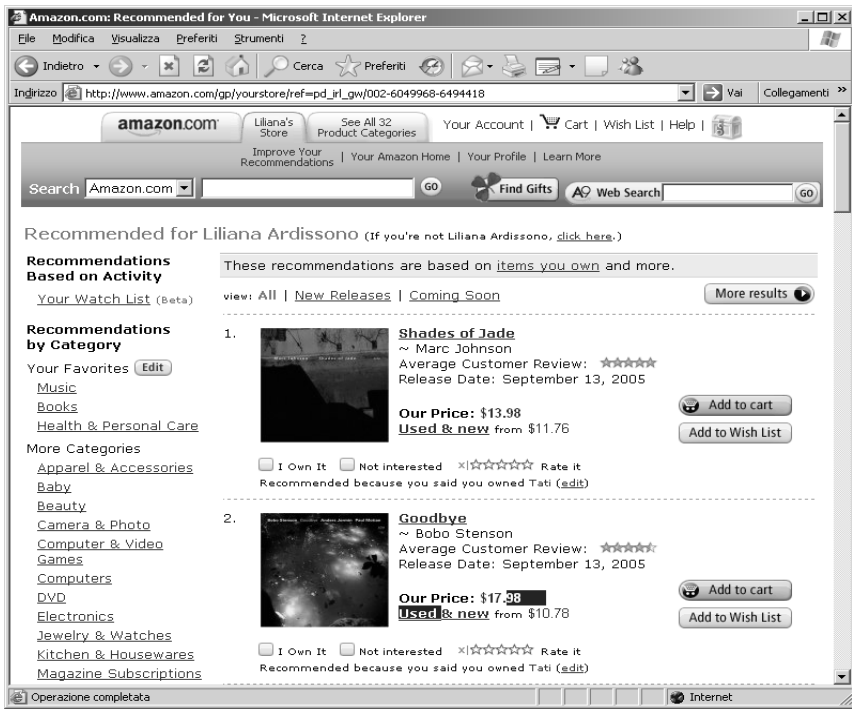 Amazon.com: Recommended for You - Microsoft Internet Explorer
File Modifica Visualizza Preferiti Strumenti ?
Indietro Cerca Preferiti
Indirizzo http://www.amazon.com/gp/yourstore/ref=pd_irl_gw/002-6049968-6494418 Vai Collegamenti »
amazon.com
Liliana's Store
See All 32 Product Categories
Your Account | Cart | Wish List | Help |
Improve Your Recommendations | Your Amazon Home | Your Profile | Learn More
Search Amazon.com GO Find Gifts A9 Web Search GO
Recommended for Liliana Ardissono (If you're not Liliana Ardissono, click here.)
Recommendations Based on Activity
Your Watch List (Beta)
Recommendations by Category
Your Favorites Edit
Music
Books
Health & Personal Care
More Categories
Apparel & Accessories
Baby
Beauty
Camera & Photo
Computer & Video Games
Computers
DVD
Electronics
Jewelry & Watches
Kitchen & Housewares
Magazine Subscriptions
These recommendations are based on items you own and more.
view: All | New Releases | Coming Soon
More results
1.
Shades of Jade
~ Marc Johnson
Average Customer Review:
Release Date: September 13, 2005
Our Price: $13.98
Used & new from $11.76
Add to cart
Add to Wish List
I Own It Not interested x Rate it
Recommended because you said you owned Tati (edit)
2.
Goodbye
~ Bobo Stenson
Average Customer Review:
Release Date: September 13, 2005
Our Price: $17.98
Used & new from $10.78
Add to cart
Add to Wish List
I Own It Not interested x Rate it
Recommended because you said you owned Tati (edit)
Operazione completata
Internet